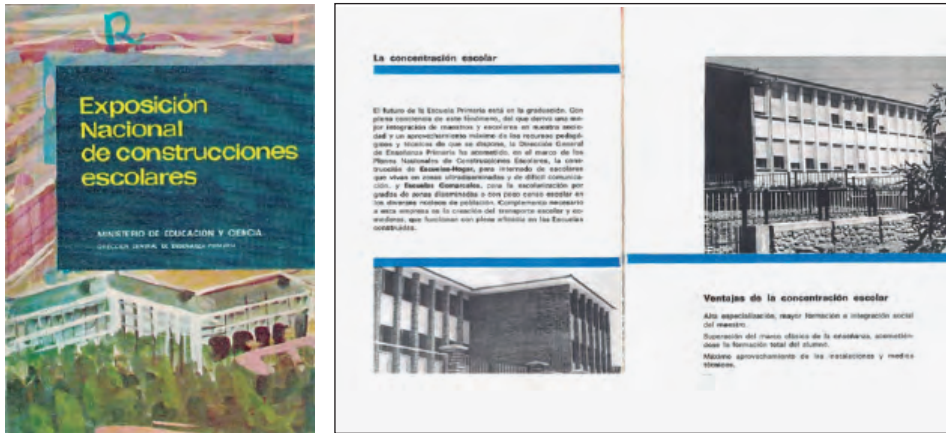 R
Exposición
Nacional
de construcciones
escolares
MINISTERIO DE EDUCACION Y CIENCIA
DIRECCION GENERAL DE ENSEÑANZA PRIMARIA
La concentración escolar
El futuro de la Escuela Primaria está en la graduación. Con
plena conciencia de este fenómeno, del que deriva una me-
jor integración de maestros y escolares en nuestra socie-
dad y un aprovechamiento máximo de los recursos pedagó-
gicos y técnicos de que se dispone, la Dirección General
de Enseñanza Primaria ha acometido, en el marco de los
Planes Nacionales de Construcciones Escolares, la cons-
trucción de Escuelas-Hogar, para internado de escolares
que viven en zonas ultradiseminadas y de difícil comunica-
ción, y Escuelas Comarcales, para la escolarización por
grados de zonas diseminadas o con poco censo escolar en
los diversos núcleos de población. Complemento necesario
a esta empresa es la creación del transporte escolar y co-
medores, que funcionan con plena eficacia en las Escuelas
construidas.
Ventajas de la concentración escolar
Alta especialización, mayor formación e integración social
del maestro.
Superación del marco clásico de la enseñanza, acometién-
dose la formación total del alumno.
Máximo aprovechamiento de las instalaciones y medios
técnicos.